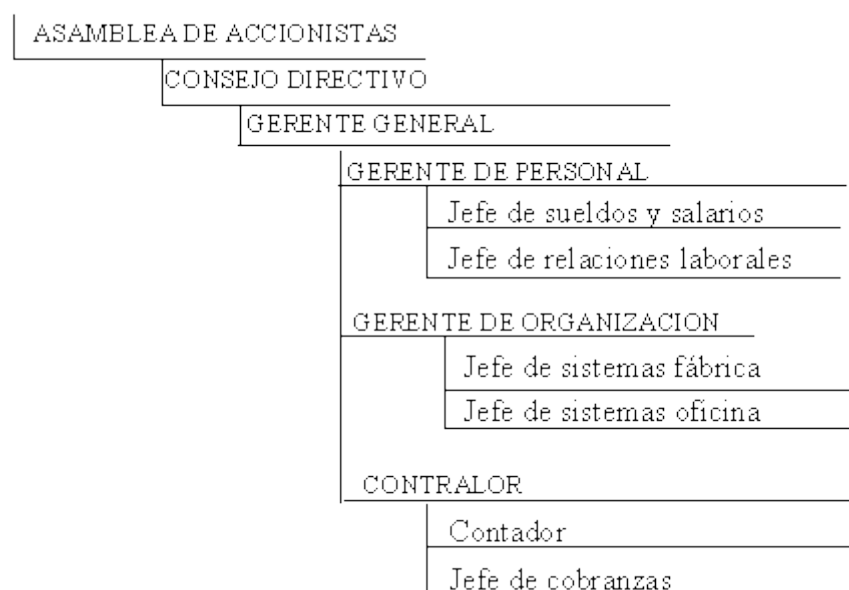 ASAMBLEA DE ACCIONISTAS
CONSEJO DIRECTIVO
GERENTE GENERAL
GERENTE DE PERSONAL
Jefe de sueldos y salarios
Jefe de relaciones laborales
GERENTE DE ORGANIZACION
Jefe de sistemas fábrica
Jefe de sistemas oficina
CONTRALOR
Contador
Jefe de cobranzas